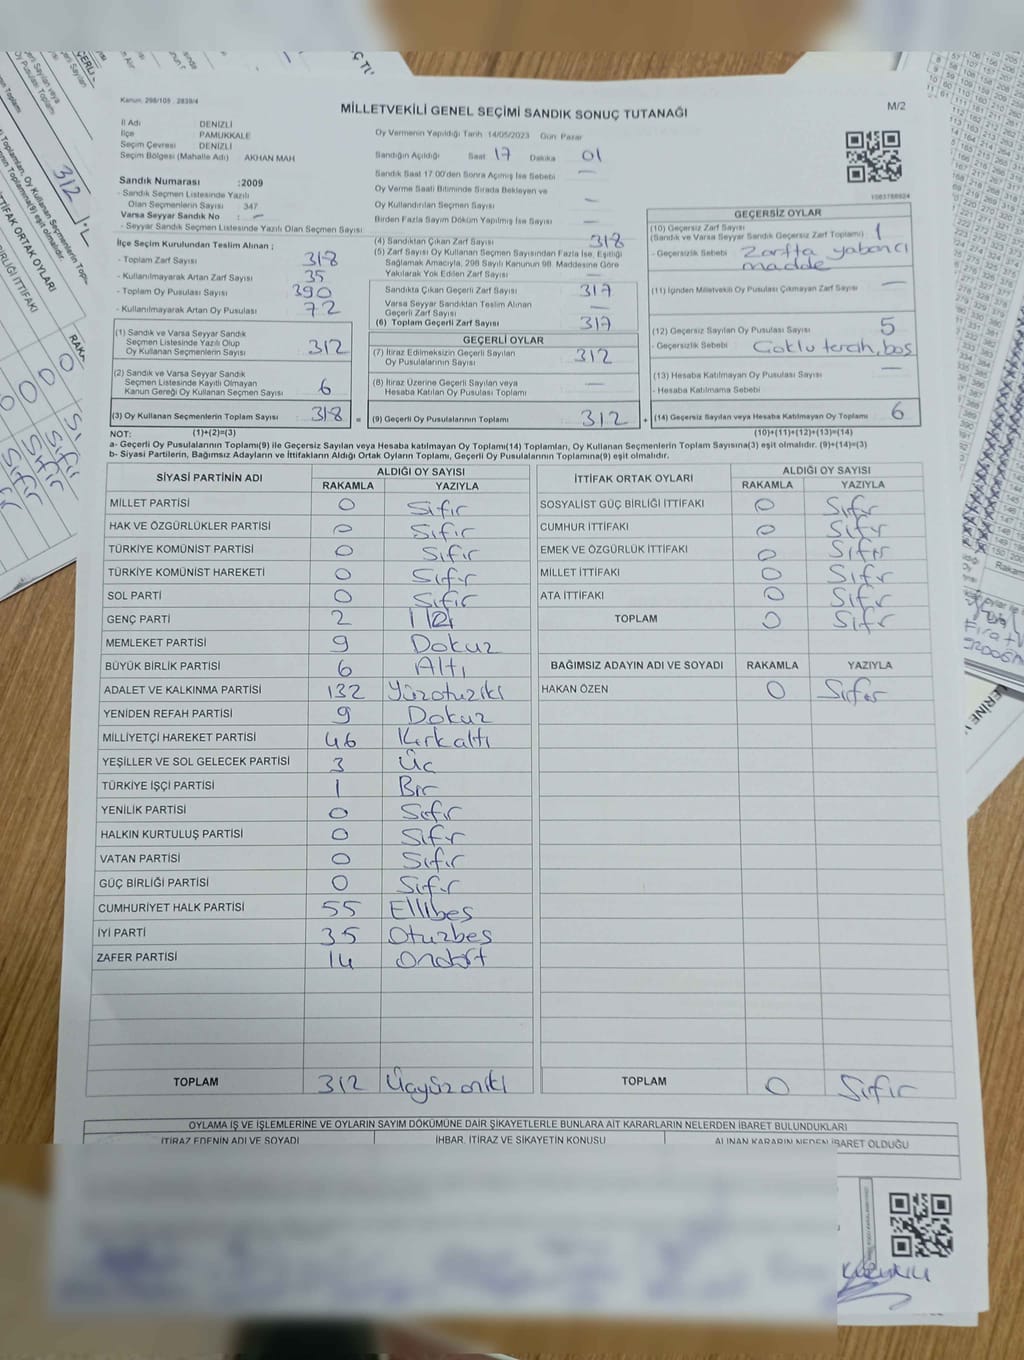 Kanun: 298/105 . 2839/4
MİLLETVEKİLİ GENEL SEÇİMİ SANDIK SONUÇ TUTANAĞI
M/2
İl Adı DENİZLİ
İlçe PAMUKKALE
Seçim Çevresi DENİZLİ
Seçim Bölgesi (Mahalle Adı) AKHAN MAH
Oy Vermenin Yapıldığı Tarih :14/05/2023 Gün: Pazar
Sandığın Açıldığı Saat 17 Dakika 01
Sandık Saat 17.00'den Sonra Açılmış İse Sebebi —
Oy Verme Saati Bitiminde Sırada Bekleyen ve
Oy Kullandırılan Seçmen Sayısı —
Birden Fazla Sayım Döküm Yapılmış İse Sayısı —
Sandık Numarası :2009
- Sandık Seçmen Listesinde Yazılı
Olan Seçmenlerin Sayısı 347
Varsa Seyyar Sandık No : —
- Seyyar Sandık Seçmen Listesinde Yazılı Olan Seçmen Sayısı
İlçe Seçim Kurulundan Teslim Alınan ;
- Toplam Zarf Sayısı 318
- Kullanılmayarak Artan Zarf Sayısı 35
- Toplam Oy Pusulası Sayısı 390
- Kullanılmayarak Artan Oy Pusulası 72
(1) Sandık ve Varsa Seyyar Sandık
Seçmen Listesinde Yazılı Olup
Oy Kullanan Seçmenlerin Sayısı 312
(2) Sandık ve Varsa Seyyar Sandık
Seçmen Listesinde Kayıtlı Olmayan
Kanun Gereği Oy Kullanan Seçmen Sayısı 6
(3) Oy Kullanan Seçmenlerin Toplam Sayısı 318
=
(4) Sandıktan Çıkan Zarf Sayısı 318
(5) Zarf Sayısı Oy Kullanan Seçmen Sayısından Fazla İse, Eşitliği
Sağlamak Amacıyla, 298 Sayılı Kanunun 98. Maddesine Göre
Yakılarak Yok Edilen Zarf Sayısı —
Sandıkta Çıkan Geçerli Zarf Sayısı 317
Varsa Seyyar Sandıktan Teslim Alınan
Geçerli Zarf Sayısı —
(6) Toplam Geçerli Zarf Sayısı 317
GEÇERLİ OYLAR
(7) İtiraz Edilmeksizin Geçerli Sayılan
Oy Pusulalarının Sayısı 312
(8) İtiraz Üzerine Geçerli Sayılan veya
Hesaba Katılan Oy Pusulası Toplamı —
(9) Geçerli Oy Pusulalarının Toplamı 312
+
GEÇERSİZ OYLAR
(10) Geçersiz Zarf Sayısı
(Sandık ve Varsa Seyyar Sandık Geçersiz Zarf Toplamı) 1
- Geçersizlik Sebebi Zarfta yabancı
madde
(11) İçinden Milletvekili Oy Pusulası Çıkmayan Zarf Sayısı —
(12) Geçersiz Sayılan Oy Pusulası Sayısı 5
- Geçersizlik Sebebi Çoklu tercih, boş
(13) Hesaba Katılmayan Oy Pusulası Sayısı —
- Hesaba Katılmama Sebebi
(14) Geçersiz Sayılan veya Hesaba Katılmayan Oy Toplamı 6
NOT: (1)+(2)=(3) (10)+(11)+(12)+(13)=(14)
a- Geçerli Oy Pusulalarının Toplamı(9) ile Geçersiz Sayılan veya Hesaba katılmayan Oy Toplamı(14) Toplamları, Oy Kullanan Seçmenlerin Toplam Sayısına(3) eşit olmalıdır. (9)+(14)=(3)
b- Siyasi Partilerin, Bağımsız Adayların ve İttifakların Aldığı Ortak Oyların Toplamı, Geçerli Oy Pusulalarının Toplamına(9) eşit olmalıdır.
SİYASİ PARTİNİN ADI ALDIĞI OY SAYISI
RAKAMLA YAZIYLA
MİLLET PARTİSİ 0 Sıfır
HAK VE ÖZGÜRLÜKLER PARTİSİ 0 Sıfır
TÜRKİYE KOMÜNİST PARTİSİ 0 Sıfır
TÜRKİYE KOMÜNİST HAREKETİ 0 Sıfır
SOL PARTİ 0 Sıfır
GENÇ PARTİ 2 İki
MEMLEKET PARTİSİ 9 Dokuz
BÜYÜK BİRLİK PARTİSİ 6 Altı
ADALET VE KALKINMA PARTİSİ 132 Yüzotuziki
YENİDEN REFAH PARTİSİ 9 Dokuz
MİLLİYETÇİ HAREKET PARTİSİ 46 Kırkaltı
YEŞİLLER VE SOL GELECEK PARTİSİ 3 Üç
TÜRKİYE İŞÇİ PARTİSİ 1 Bir
YENİLİK PARTİSİ 0 Sıfır
HALKIN KURTULUŞ PARTİSİ 0 Sıfır
VATAN PARTİSİ 0 Sıfır
GÜÇ BİRLİĞİ PARTİSİ 0 Sıfır
CUMHURİYET HALK PARTİSİ 55 Ellibeş
İYİ PARTİ 35 Otuzbeş
ZAFER PARTİSİ 14 Ondört
TOPLAM 312 Üçyüzoniki
İTTİFAK ORTAK OYLARI ALDIĞI OY SAYISI
RAKAMLA YAZIYLA
SOSYALİST GÜÇ BİRLİĞİ İTTİFAKI 0 Sıfır
CUMHUR İTTİFAKI 0 Sıfır
EMEK VE ÖZGÜRLÜK İTTİFAKI 0 Sıfır
MİLLET İTTİFAKI 0 Sıfır
ATA İTTİFAKI 0 Sıfır
TOPLAM 0 Sıfır
BAĞIMSIZ ADAYIN ADI VE SOYADI RAKAMLA YAZIYLA
HAKAN ÖZEN 0 Sıfır
TOPLAM 0 Sıfır
OYLAMA İŞ VE İŞLEMLERİNE VE OYLARIN SAYIM DÖKÜMÜNE DAİR ŞİKAYETLERLE BUNLARA AİT KARARLARIN NELERDEN İBARET BULUNDUKLARI
İTİRAZ EDENİN ADI VE SOYADI İHBAR, İTİRAZ VE ŞİKAYETİN KONUSU ALINAN KARARIN NEDEN İBARET OLDUĞU
312